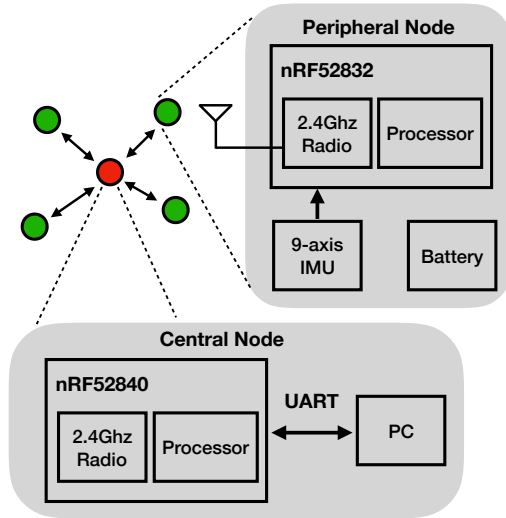 Peripheral Node
nRF52832
2.4Ghz
Radio
Processor
9-axis
IMU
Battery
Central Node
nRF52840
2.4Ghz
Radio
Processor
UART
PC